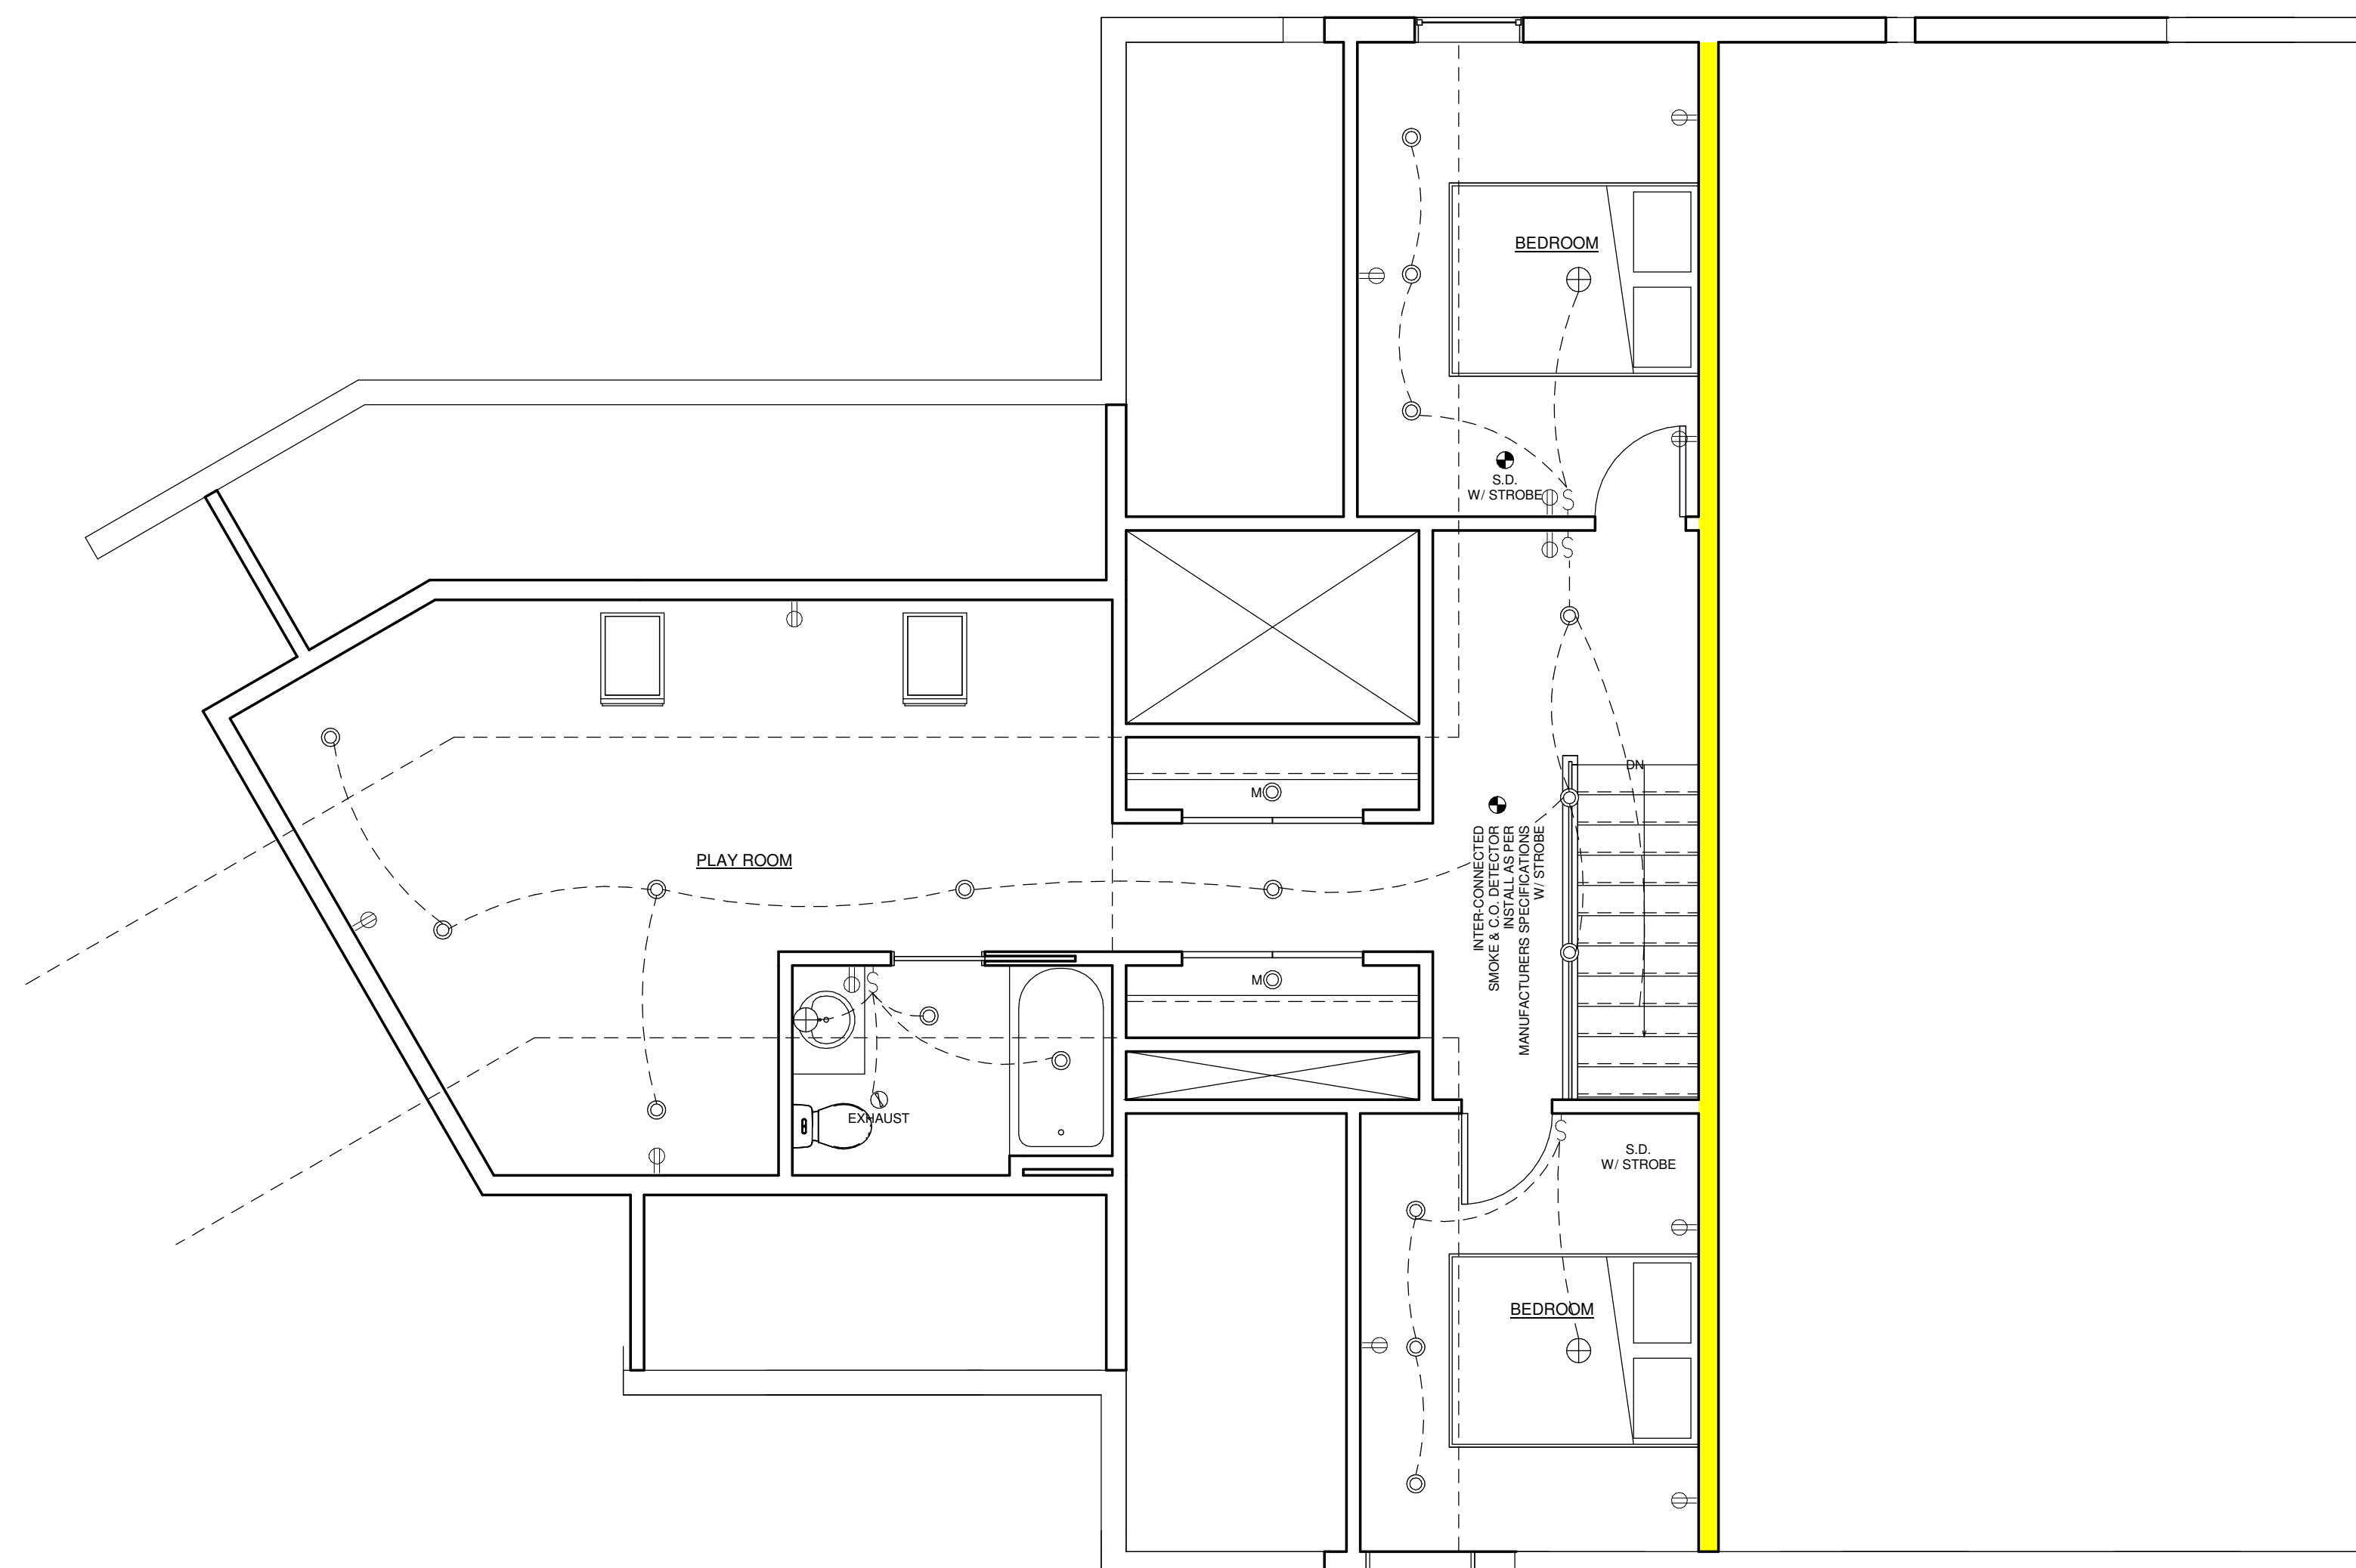 BEDROOM
S.D.
W/ STROBE
S
S
DN
M
INTER-CONNECTED
SMOKE & C.O. DETECTOR
INSTALL AS PER
MANUFACTURERS SPECIFICATIONS
W/ STROBE
PLAY ROOM
M
S
EXHAUST
S
S.D.
W/ STROBE
BEDROOM